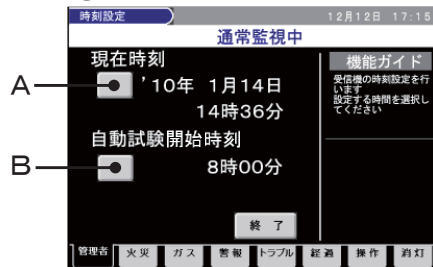 時刻設定
12月12日 17:15
通常監視中
現在時刻
A
'10年 1月14日
14時36分
自動試験開始時刻
B
8時00分
終 了
機能ガイド
受信機の時刻設定を行
います
設定する時間を選択し
てください
管理者 火災 ガス 警報 トラブル 経過 操作 消灯